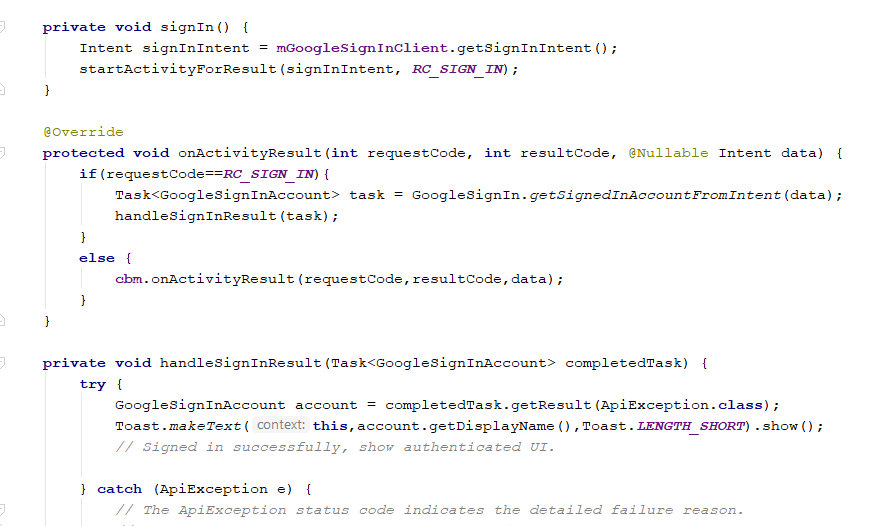 private void signIn() {
Intent signInIntent = mGoogleSignInClient.getSignInIntent();
startActivityForResult(signInIntent, RC_SIGN_IN);
}
@Override
protected void onActivityResult(int requestCode, int resultCode, @Nullable Intent data) {
if(requestCode==RC_SIGN_IN){
Task<GoogleSignInAccount> task = GoogleSignIn.getSignedInAccountFromIntent(data);
handleSignInResult(task);
}
else {
cbm.onActivityResult(requestCode,resultCode,data);
}
}
private void handleSignInResult(Task<GoogleSignInAccount> completedTask) {
try {
GoogleSignInAccount account = completedTask.getResult(ApiException.class);
Toast.makeText( context: this,account.getDisplayName(),Toast.LENGTH_SHORT).show();
// Signed in successfully, show authenticated UI.
} catch (ApiException e) {
// The ApiException status code indicates the detailed failure reason.